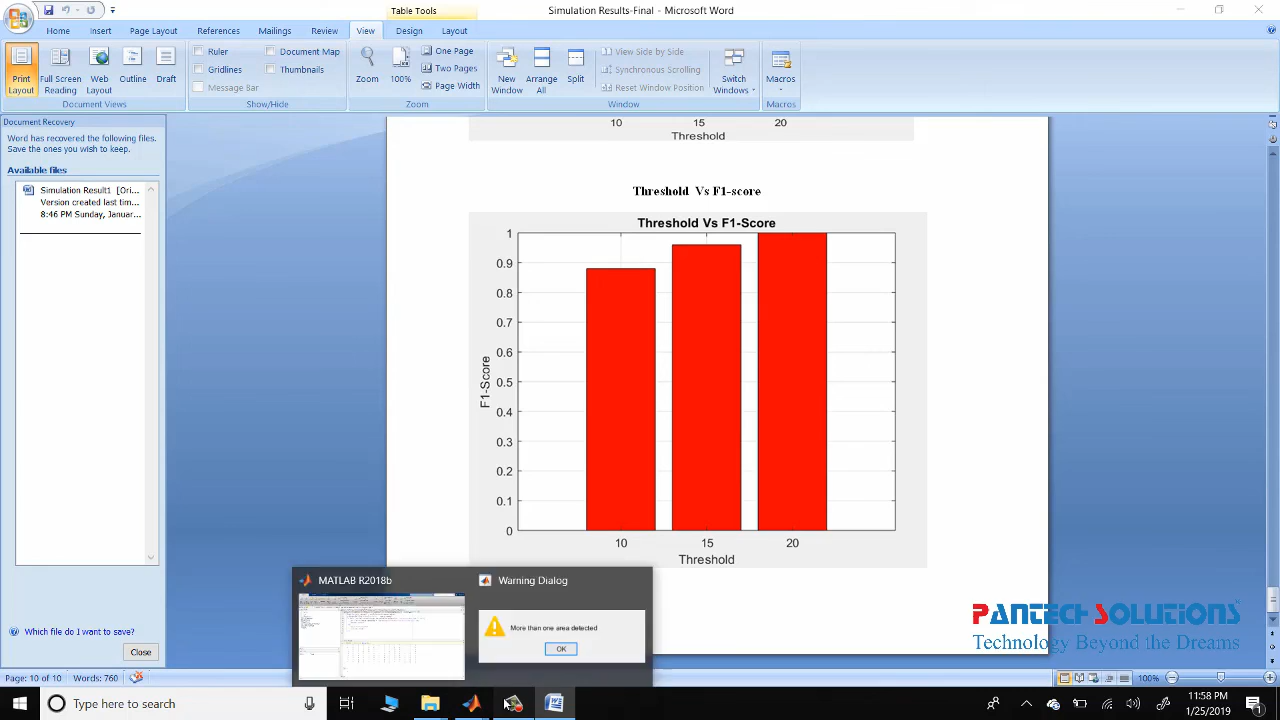 Table Tools
Simulation Results-Final - Microsoft Word
Home
Insert
Page Layout
References
Mailings
Review
View
Design
Layout
Print Layout
Full Screen Reading
Web Layout
Outline
Draft
Document Views
Ruler
Gridlines
Message Bar
Document Map
Thumbnails
Show/Hide
Zoom
100%
One Page
Two Pages
Page Width
Zoom
New Window
Arrange All
Split
View Side by Side
Synchronous Scrolling
Reset Window Position
Switch Windows
Window
Macros
Macros
Document Recovery
Word has recovered the following files.
Save the ones you wish to keep.
Available files
Simulation Result1 [Ori...
Version created last tim...
8:46 PM Sunday, Januar...
Which file do I want to save?
Close
10 15 20
Threshold
Threshold Vs F1-score
Threshold Vs F1-Score
1
0.9
0.8
0.7
0.6
0.5
0.4
0.3
0.2
0.1
0
F1-Score
10 15 20
Threshold
MATLAB R2018b
Warning Dialog
More than one area detected
OK
Technology Beyond the Dreams
Page: 10 of 10
Words: 760
100%
Type here to search
11:58 PM
1/25/2019